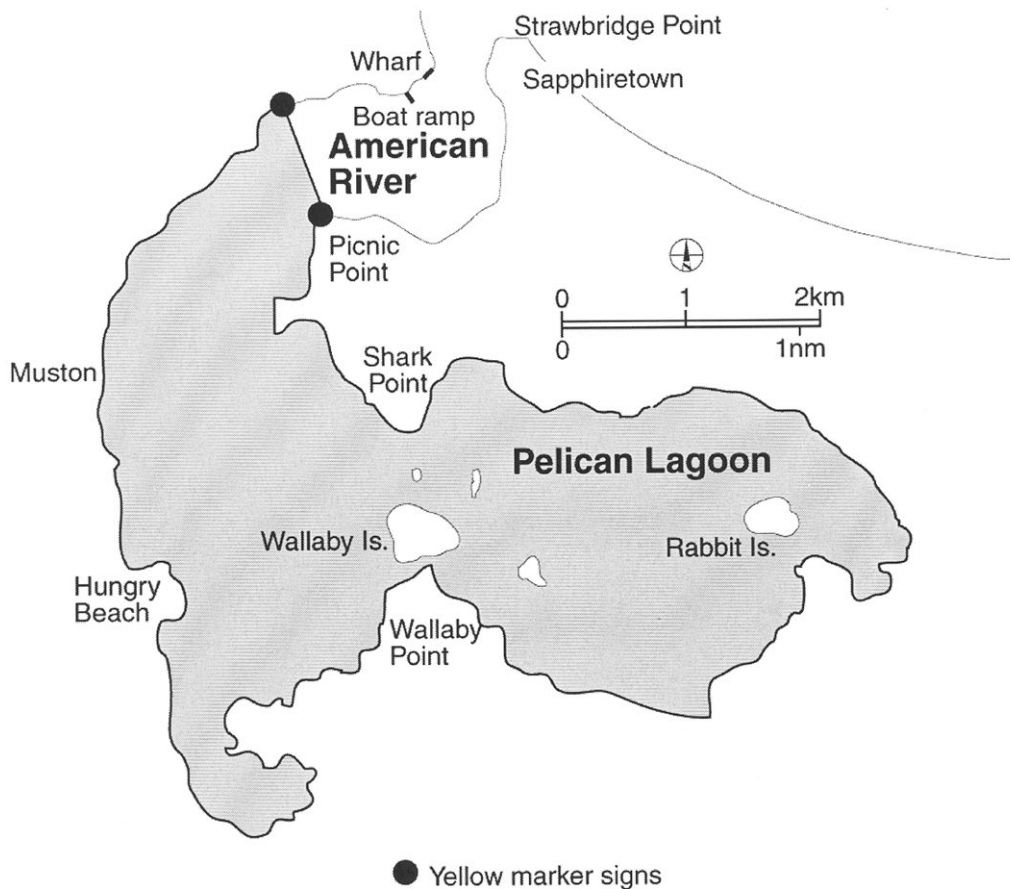 Strawbridge Point
Wharf
Sapphiretown
Boat ramp
American
River
Picnic
Point
N
0 1 2km
0 1nm
Shark
Point
Muston
Pelican Lagoon
Wallaby Is.
Rabbit Is.
Hungry
Beach
Wallaby
Point
Yellow marker signs